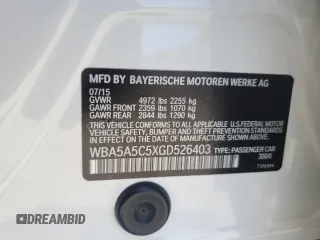 MFD BY BAYERISCHE MOTOREN WERKE AG
07/15
GVWR 4972 lbs 2255 kg
GAWR FRONT 2359 lbs 1070 kg
GAWR REAR 2844 lbs 1290 kg
THIS VEHICLE CONFORMS TO ALL APPLICABLE
U.S. FEDERAL MOTOR VEHICLE SAFETY, BUMPER,
AND THEFT PREVENTION STANDARDS IN EFFECT
ON THE DATE OF MANUFACTURE SHOWN ABOVE.
WBA5A5C5XGD526403 TYPE: PASSENGER CAR
AUTOBIDMASTER
DREAMBID